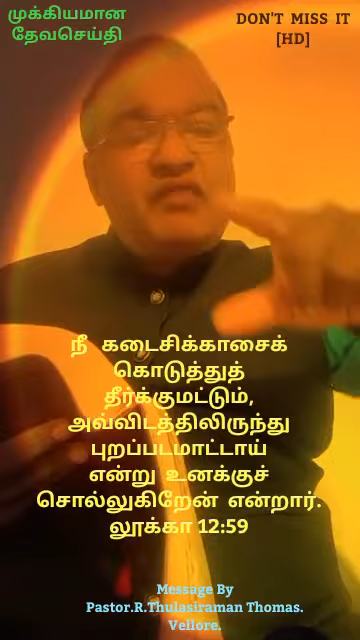 முக்கியமான
தேவசெய்தி
DON'T MISS IT
[HD]
நீ கடைசிக்காசைக்
கொடுத்துத்
தீர்க்குமட்டும்,
அவ்விடத்திலிருந்து
புறப்படமாட்டாய்
என்று உனக்குச்
சொல்லுகிறேன் என்றார்.
லூக்கா 12:59
Message By
Pastor.R.Thulasiraman Thomas.
Vellore.